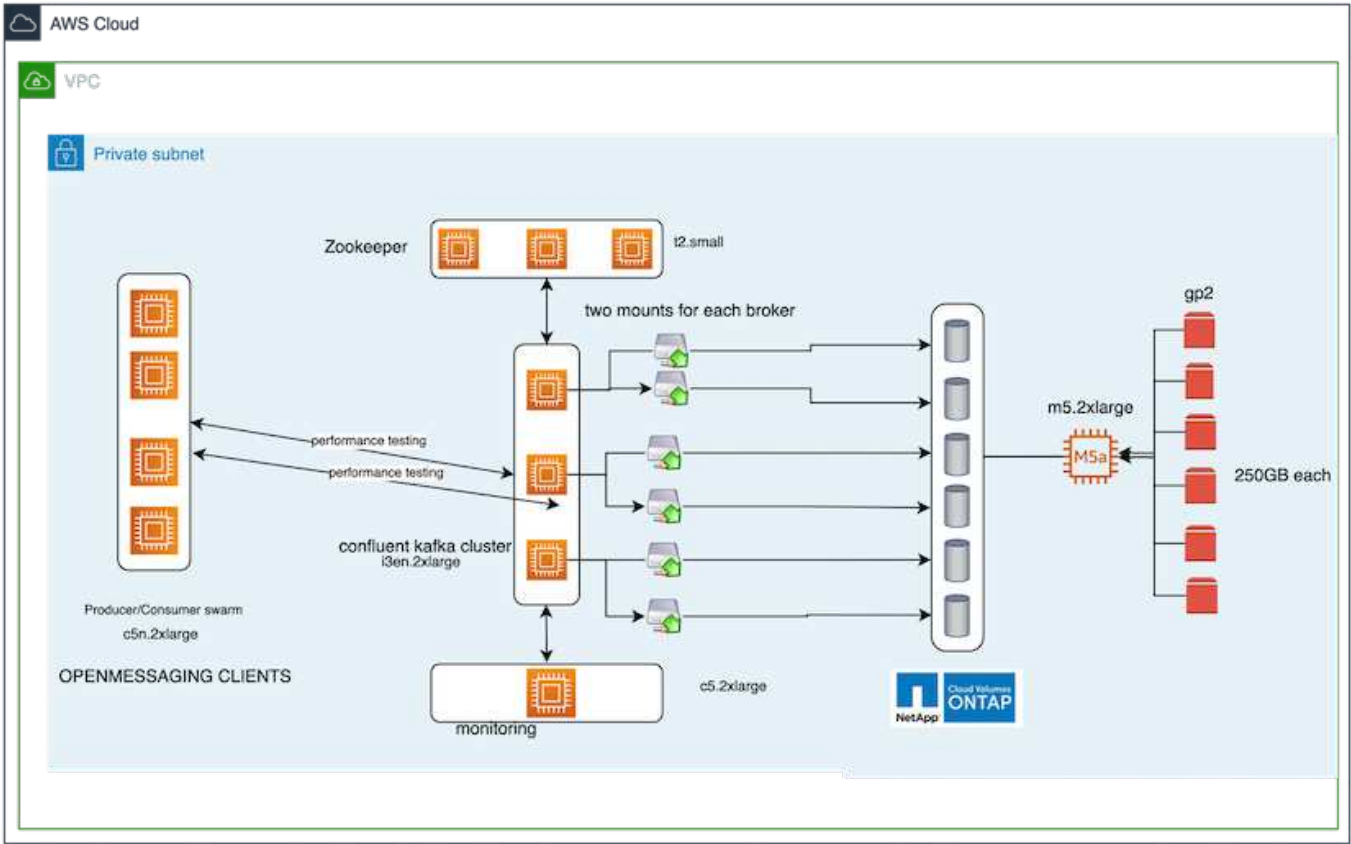 AWS Cloud
VPC
Private subnet
Zookeeper
t2.small
two mounts for each broker
gp2
m5.2xlarge
M5a
250GB each
performance testing
performance testing
confluent kafka cluster
i3en.2xlarge
Producer/Consumer swarm
c5n.2xlarge
OPENMESSAGING CLIENTS
c5.2xlarge
monitoring
NetApp
Cloud Volumes
ONTAP